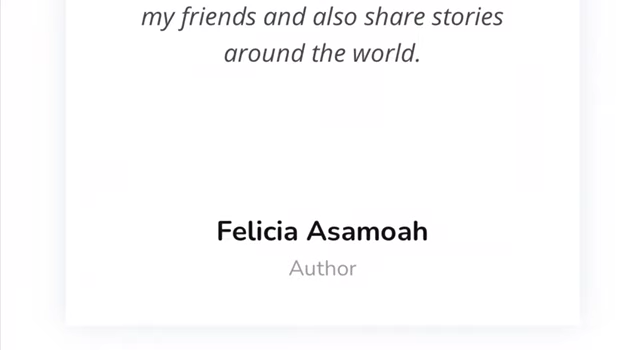 my friends and also share stories
around the world.
Felicia Asamoah
Author